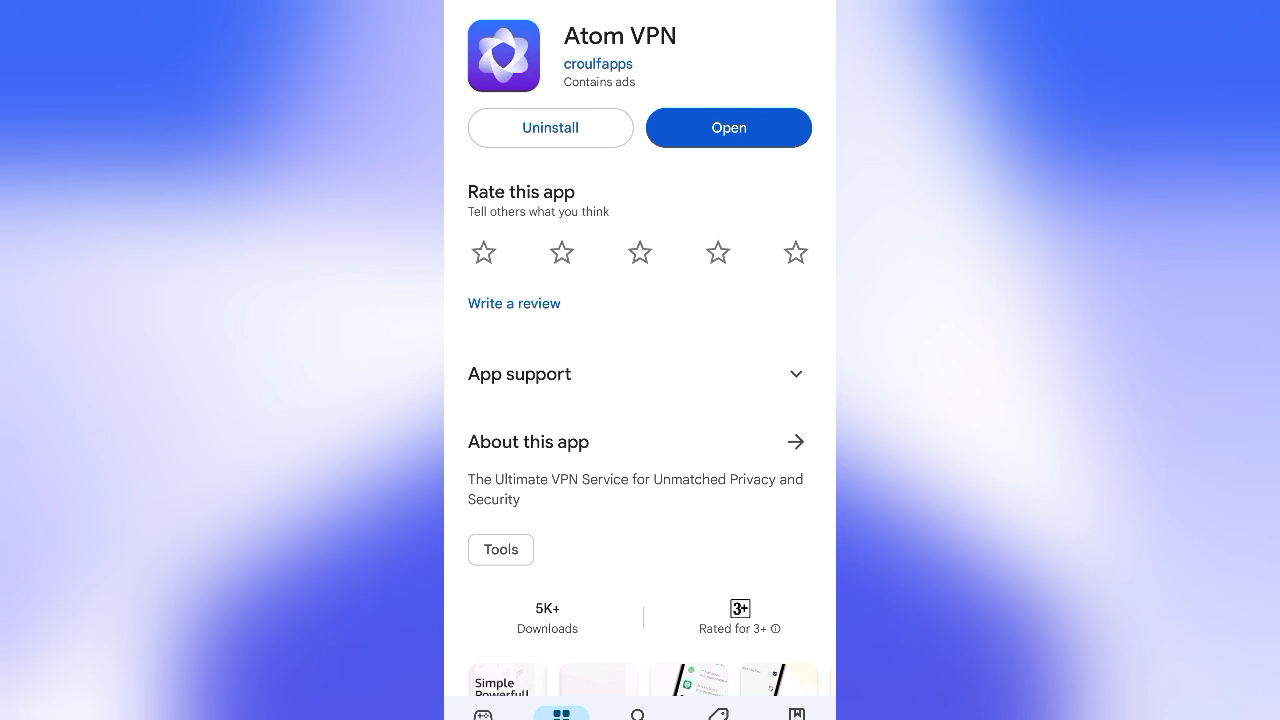 Atom VPN
croulfapps
Contains ads
Uninstall
Open
Rate this app
Tell others what you think
Write a review
App support
About this app
The Ultimate VPN Service for Unmatched Privacy and
Security
Tools
5K+
Downloads
3+
Rated for 3+
Simple
Powerfull